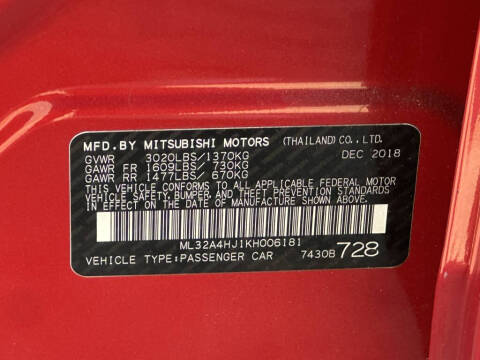 MFD.BY MITSUBISHI MOTORS (THAILAND) CO., LTD.
GVWR 3020LBS/1370KG DEC 2018
GAWR FR 1609LBS/ 730KG
GAWR RR 1477LBS/ 670KG
THIS VEHICLE CONFORMS TO ALL APPLICABLE FEDERAL MOTOR
VEHICLE SAFETY, BUMPER, AND THEFT PREVENTION STANDARDS
IN EFFECT ON THE DATE OF MANUFACTURE SHOWN ABOVE.
ML32A4HJ1KH006181
VEHICLE TYPE:PASSENGER CAR 7430B 728